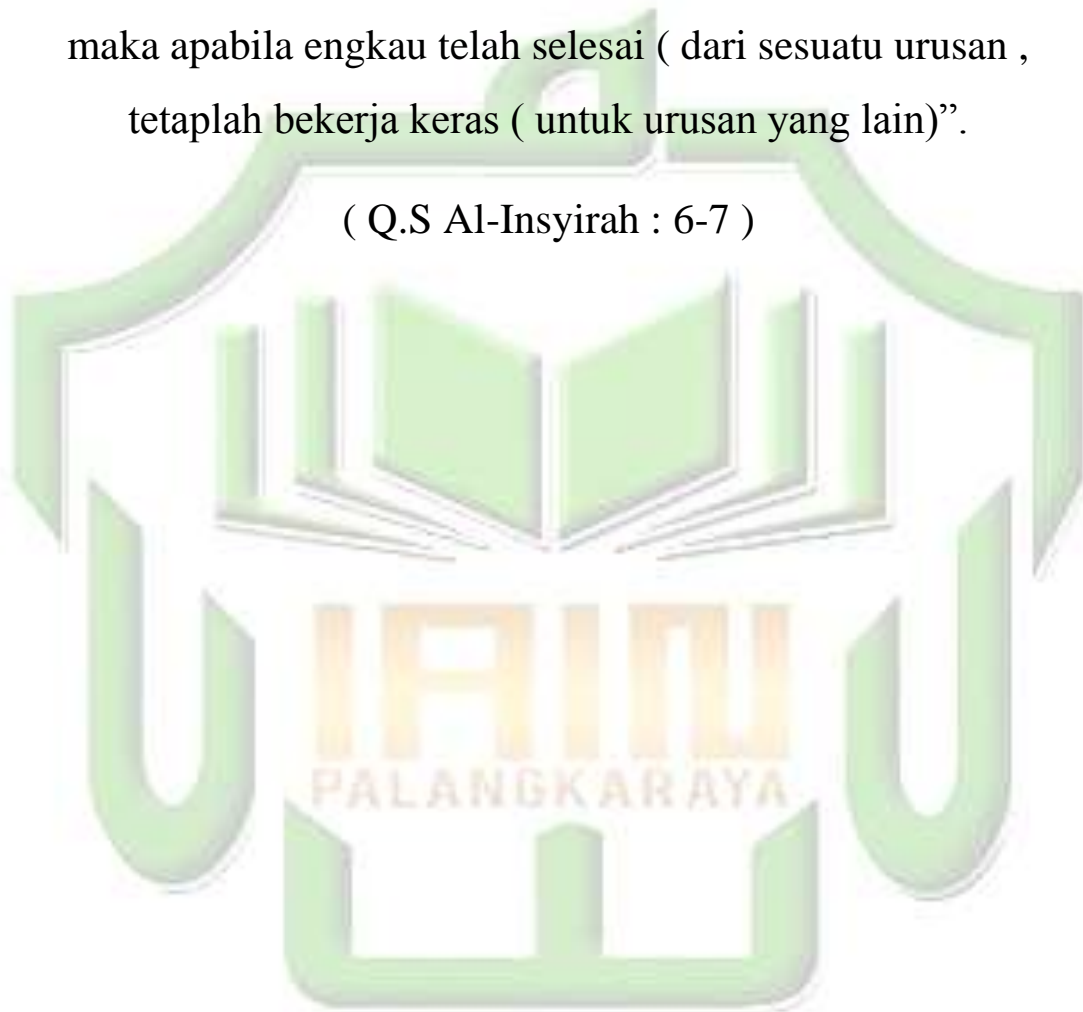 maka apabila engkau telah selesai ( dari sesuatu urusan ,
tetaplah bekerja keras ( untuk urusan yang lain)”.
( Q.S Al-Insyirah : 6-7 )
IAIN
PALANGKARAYA